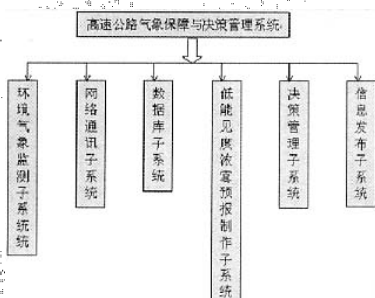 高速公路气象保障与决策管理系统
环境气象监测子系统统
网络通讯子系统
数据库子系统
低能见度浓雾预报制作子系统
决策管理子系统
信息发布子系统